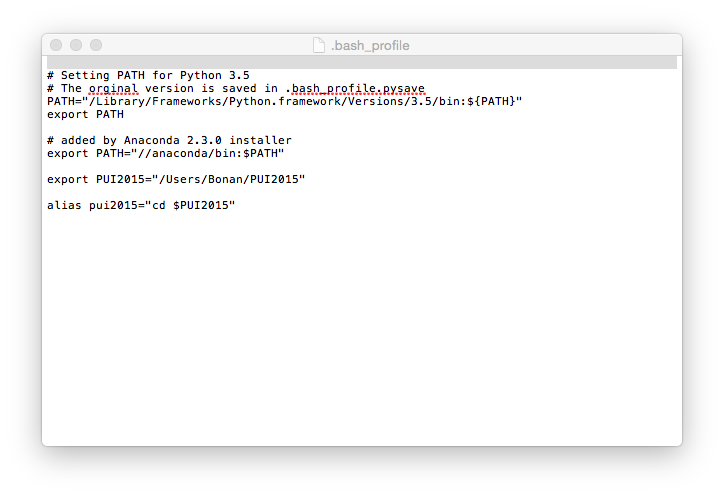 .bash_profile
# Setting PATH for Python 3.5
# The orginal version is saved in .bash_profile.pysave
PATH="/Library/Frameworks/Python.framework/Versions/3.5/bin:${PATH}"
export PATH
# added by Anaconda 2.3.0 installer
export PATH="//anaconda/bin:$PATH"
export PUI2015="/Users/Bonan/PUI2015"
alias pui2015="cd $PUI2015"